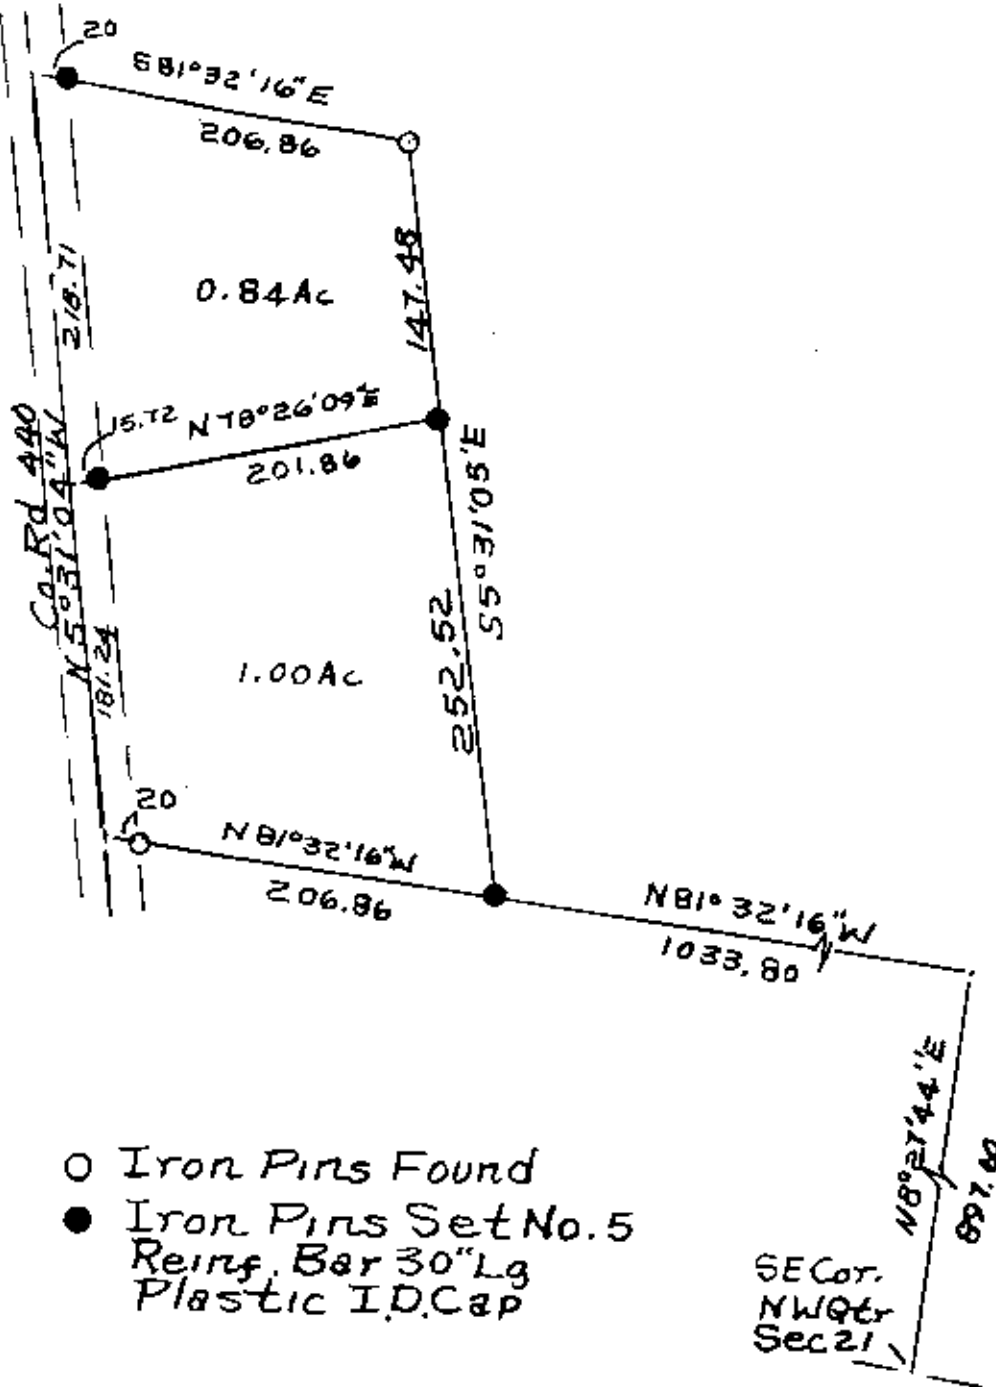 20
S81°32'16"E
206.86
147.48
218.71
0.84Ac
15.72
N78°26'09"E
201.86
Co. Rd 440
N5°31'04"W
S5°31'05"E
252.52
181.24
1.00Ac
20
N81°32'16"W
206.86
N81°32'16"W
1033.80
N8°27'44"E
897.60
Iron Pins Found
Iron Pins Set No. 5
Reinf. Bar 30"Lg
Plastic I.D. Cap
SE Cor.
NW Qtr
Sec 21